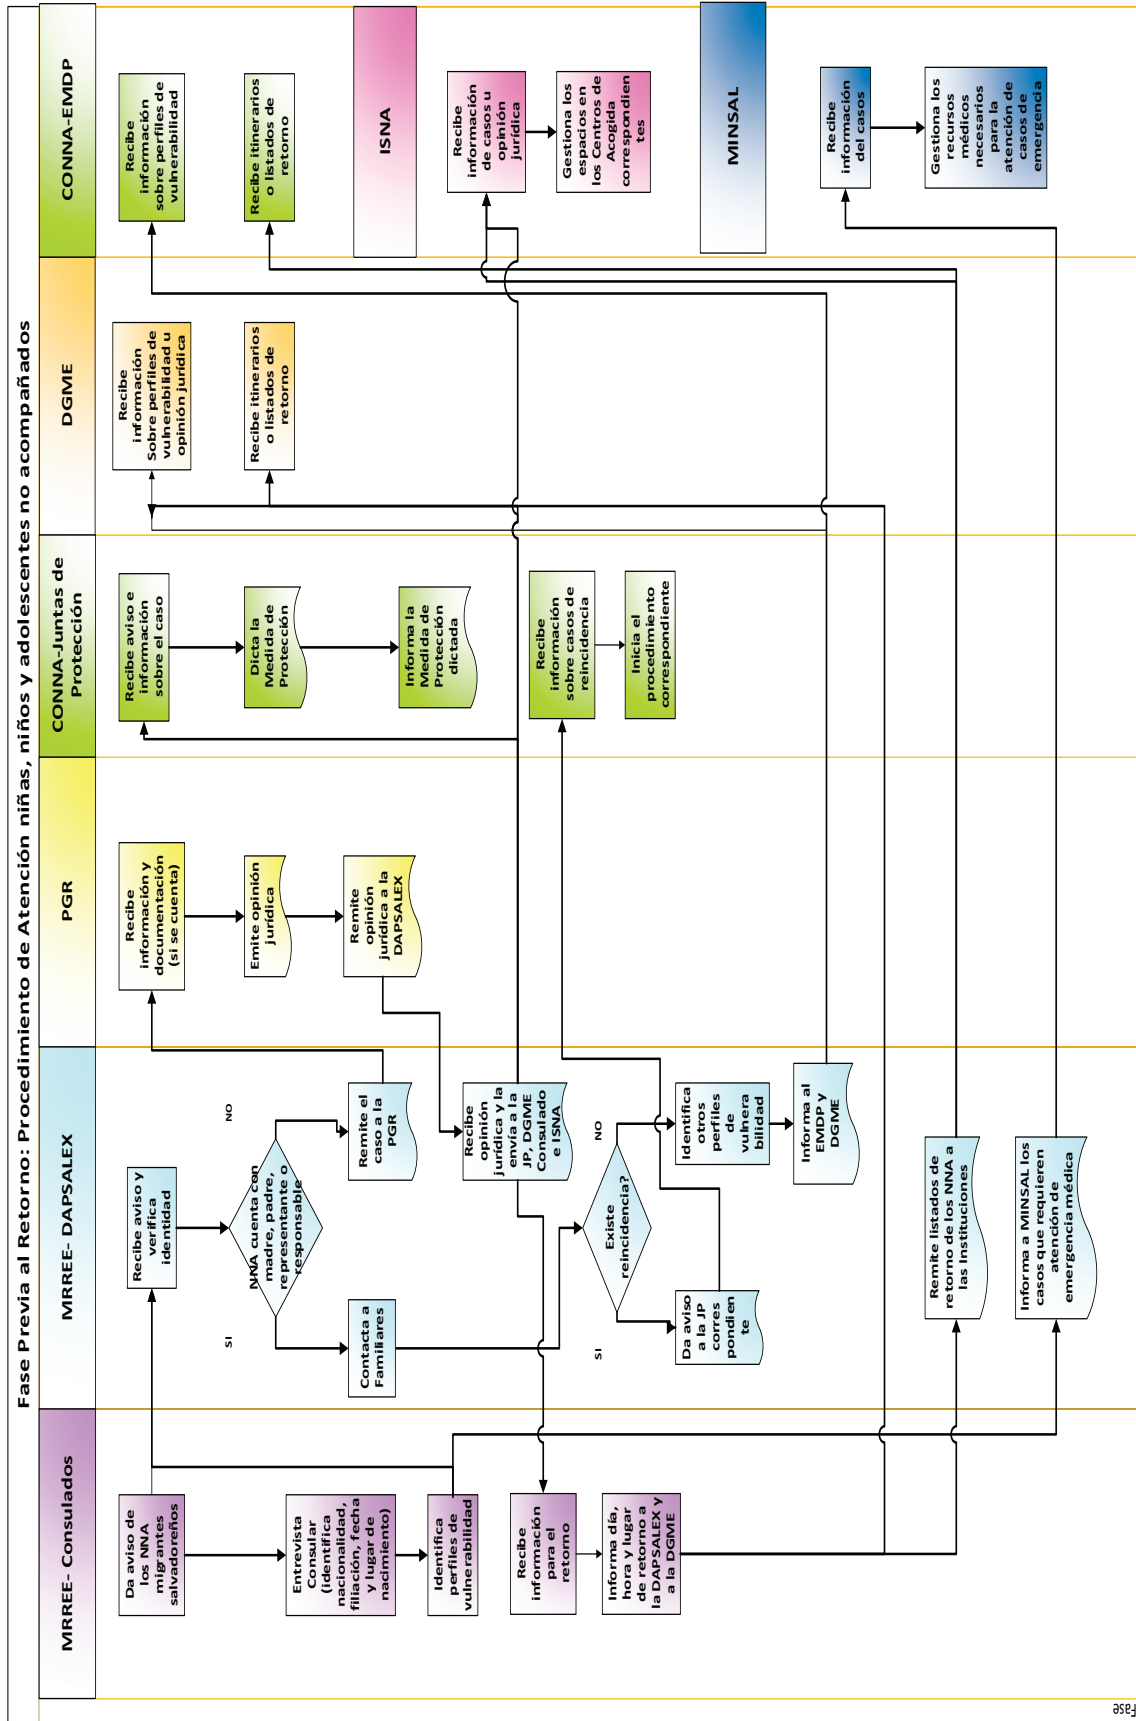 Fase Previa al Retorno: Procedimiento de Atención niñas, niños y adolescentes no acompañados
MRREE- Consulados
Da aviso de
los NNA
migrantes
salvadoreños
Entrevista
Consular
(identifica
nacionalidad,
filiación, fecha
y lugar de
nacimiento)
Identifica
perfiles de
vulnerabilidad
Recibe
información
para el
retorno
Informa día,
hora y lugar
de retorno a
la DAPSALEX y
a la DGME
MRREE- DAPSALEX
Recibe aviso y
verifica
identidad
NNA cuenta con
madre, padre,
representante o
responsable
SI
NO
Contacta a
Familiares
Remite el
caso a la
PGR
Recibe
opinión
jurídica y la
envía a la
JP, DGME
Consulado
e ISNA
Existe
reincidencia?
SI
NO
Da aviso
a la JP
corres
pondien
te
Identifica
otros
perfiles
de
vulnera
bilidad
Informa al
EMDP y
DGME
Remite listados de
retorno de los NNA a
las Instituciones
Informa a MINSAL los
casos que requieren
atención de
emergencia médica
PGR
Recibe
información y
documentación
(si se cuenta)
Emite opinión
jurídica
Remite
opinión
jurídica a la
DAPSALEX
CONNA-Juntas de
Protección
Recibe aviso e
información
sobre el caso
Dicta la
Medida de
Protección
Informa la
Medida de
Protección
dictada
Recibe
información
sobre casos de
reincidencia
Inicia el
procedimiento
correspondiente
DGME
Recibe
información
Sobre perfiles de
vulnerabilidad u
opinión jurídica
Recibe itinerarios
o listados de
retorno
CONNA-EMDP
Recibe
información
sobre perfiles de
vulnerabilidad
Recibe itinerarios
o listados de
retorno
ISNA
Recibe
información
de casos u
opinión
jurídica
Gestiona los
espacios en
los Centros de
Acogida
correspondien
tes
MINSAL
Recibe
información
del casos
Gestiona los
recursos
médicos
necesarios
para la
atención de
casos de
emergencia
Fase